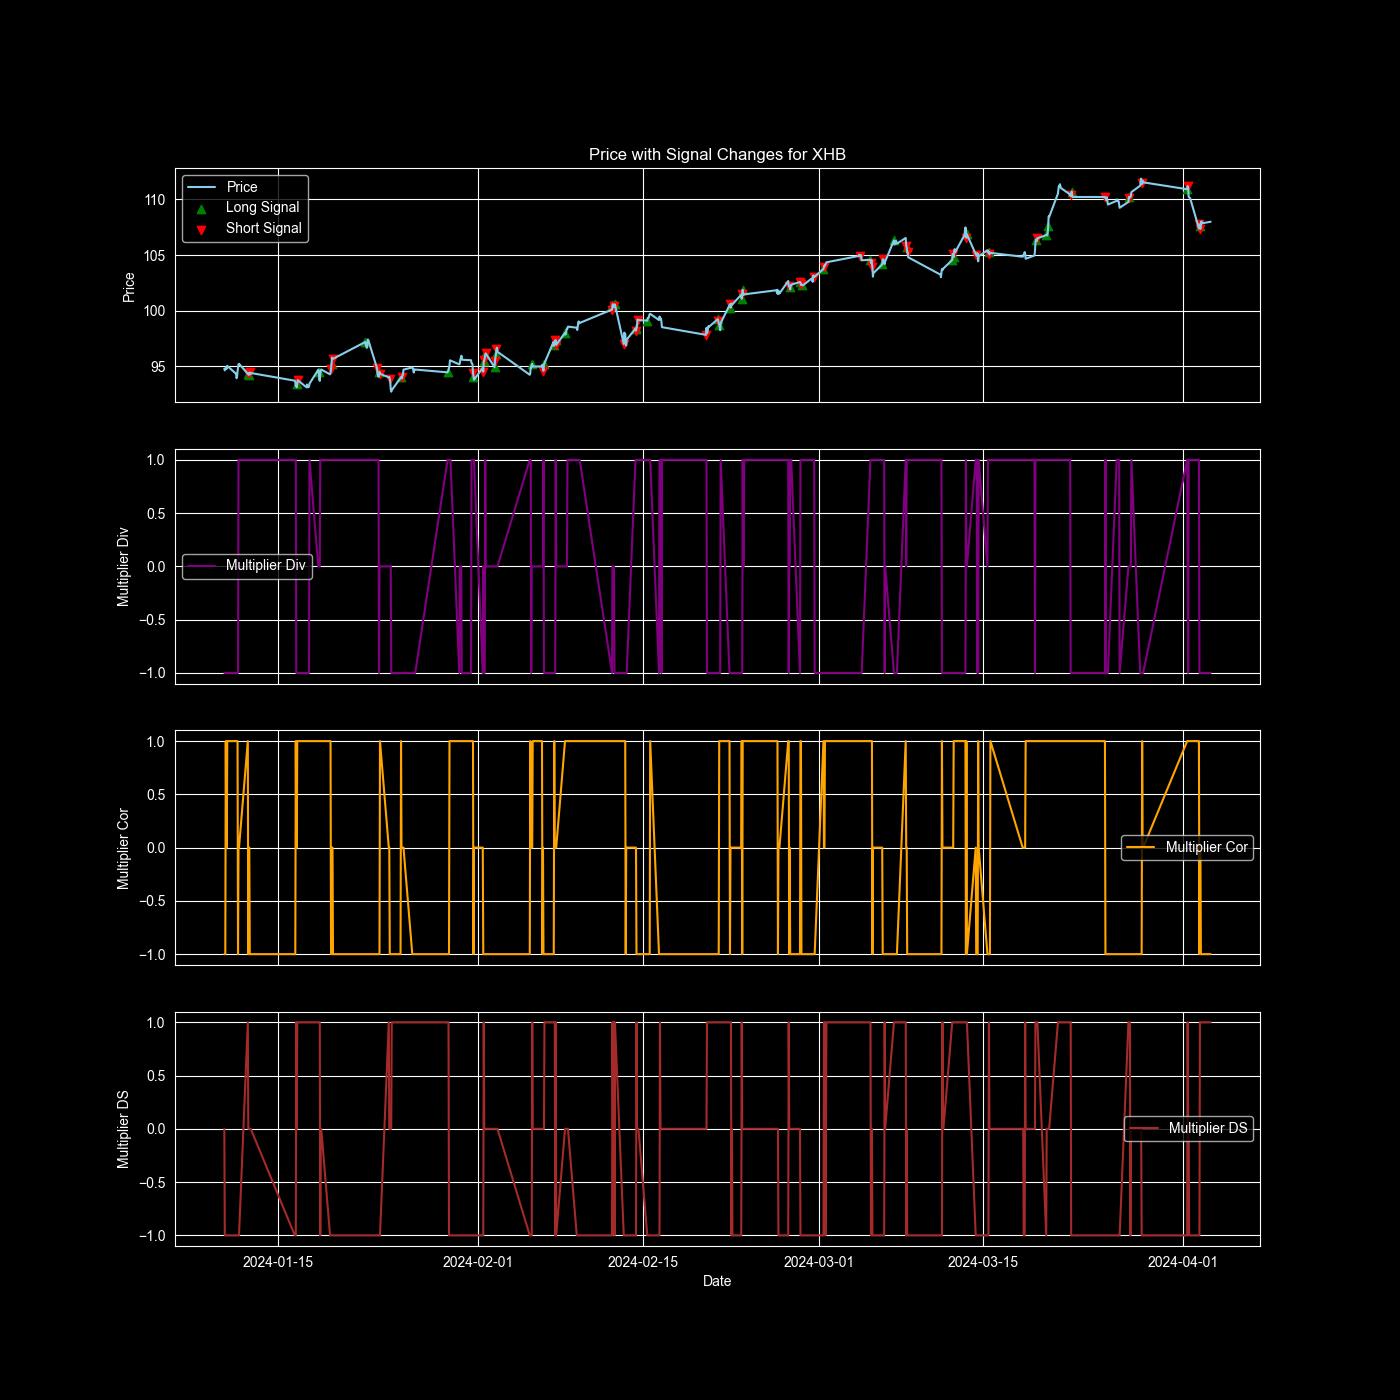 Price with Signal Changes for XHB
Price
Long Signal
Short Signal
110
105
100
95
Price
1.0
0.5
0.0
−0.5
−1.0
Multiplier Div
Multiplier Div
1.0
0.5
0.0
−0.5
−1.0
Multiplier Cor
Multiplier Cor
1.0
0.5
0.0
−0.5
−1.0
Multiplier DS
Multiplier DS
2024-01-15 2024-02-01 2024-02-15 2024-03-01 2024-03-15 2024-04-01
Date